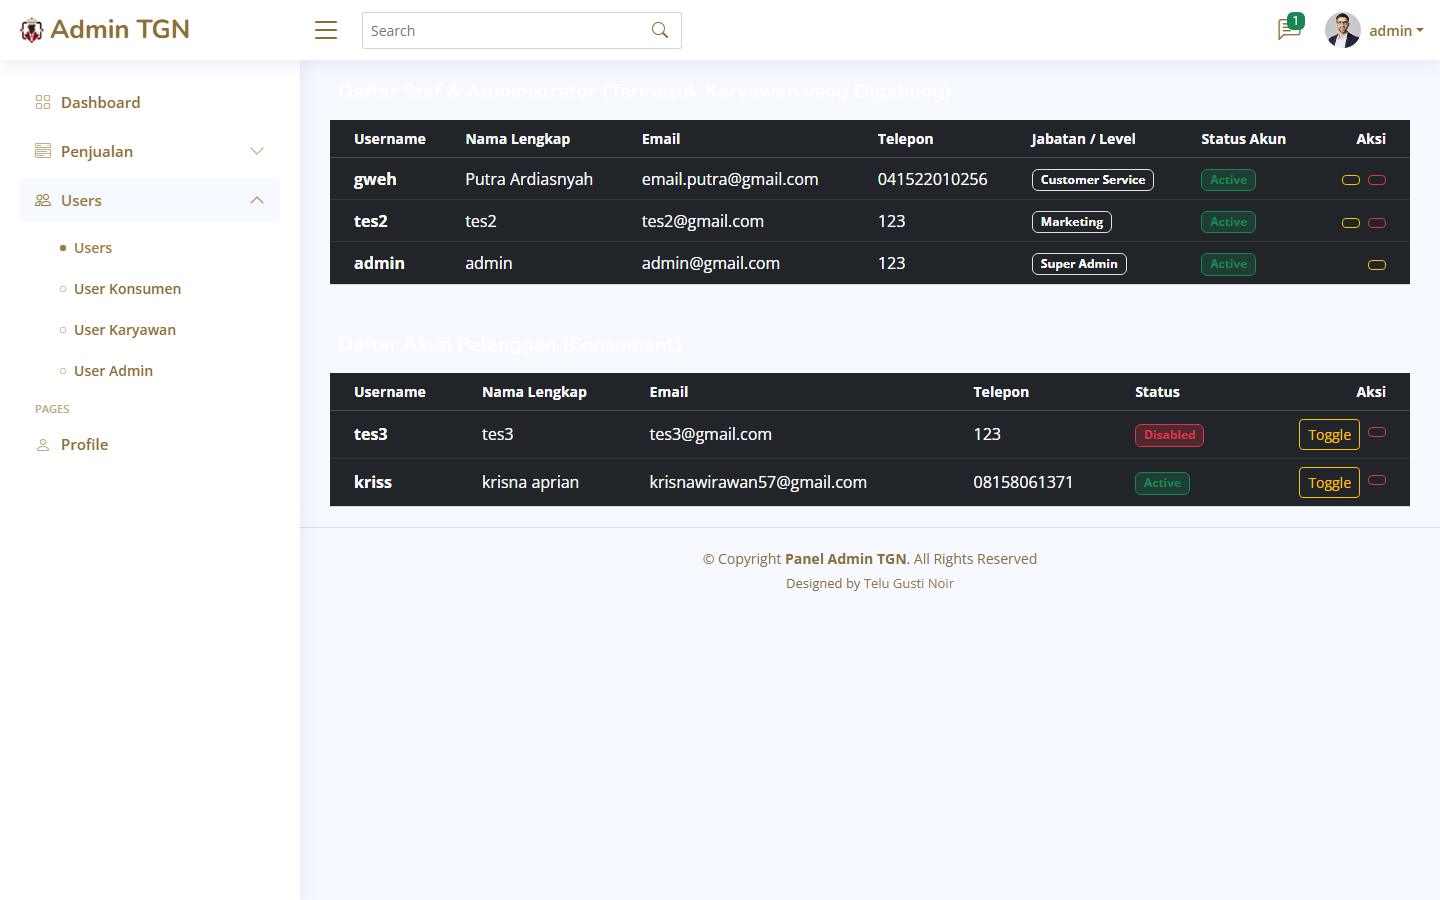 Admin TGN
Search
1
admin
Dashboard
Penjualan
Users
Users
User Konsumen
User Karyawan
User Admin
PAGES
Profile
Daftar Staf & Administrator (Termasuk Karyawan yang Digabung)
Username Nama Lengkap Email Telepon Jabatan / Level Status Akun Aksi
gweh Putra Ardiasnyah email.putra@gmail.com 041522010256 Customer Service Active
tes2 tes2 tes2@gmail.com 123 Marketing Active
admin admin admin@gmail.com 123 Super Admin Active
Daftar Akun Pelanggan (Consument)
Username Nama Lengkap Email Telepon Status Aksi
tes3 tes3 tes3@gmail.com 123 Disabled Toggle
kriss krisna aprian krisnawirawan57@gmail.com 08158061371 Active Toggle
© Copyright Panel Admin TGN. All Rights Reserved
Designed by Telu Gusti Noir